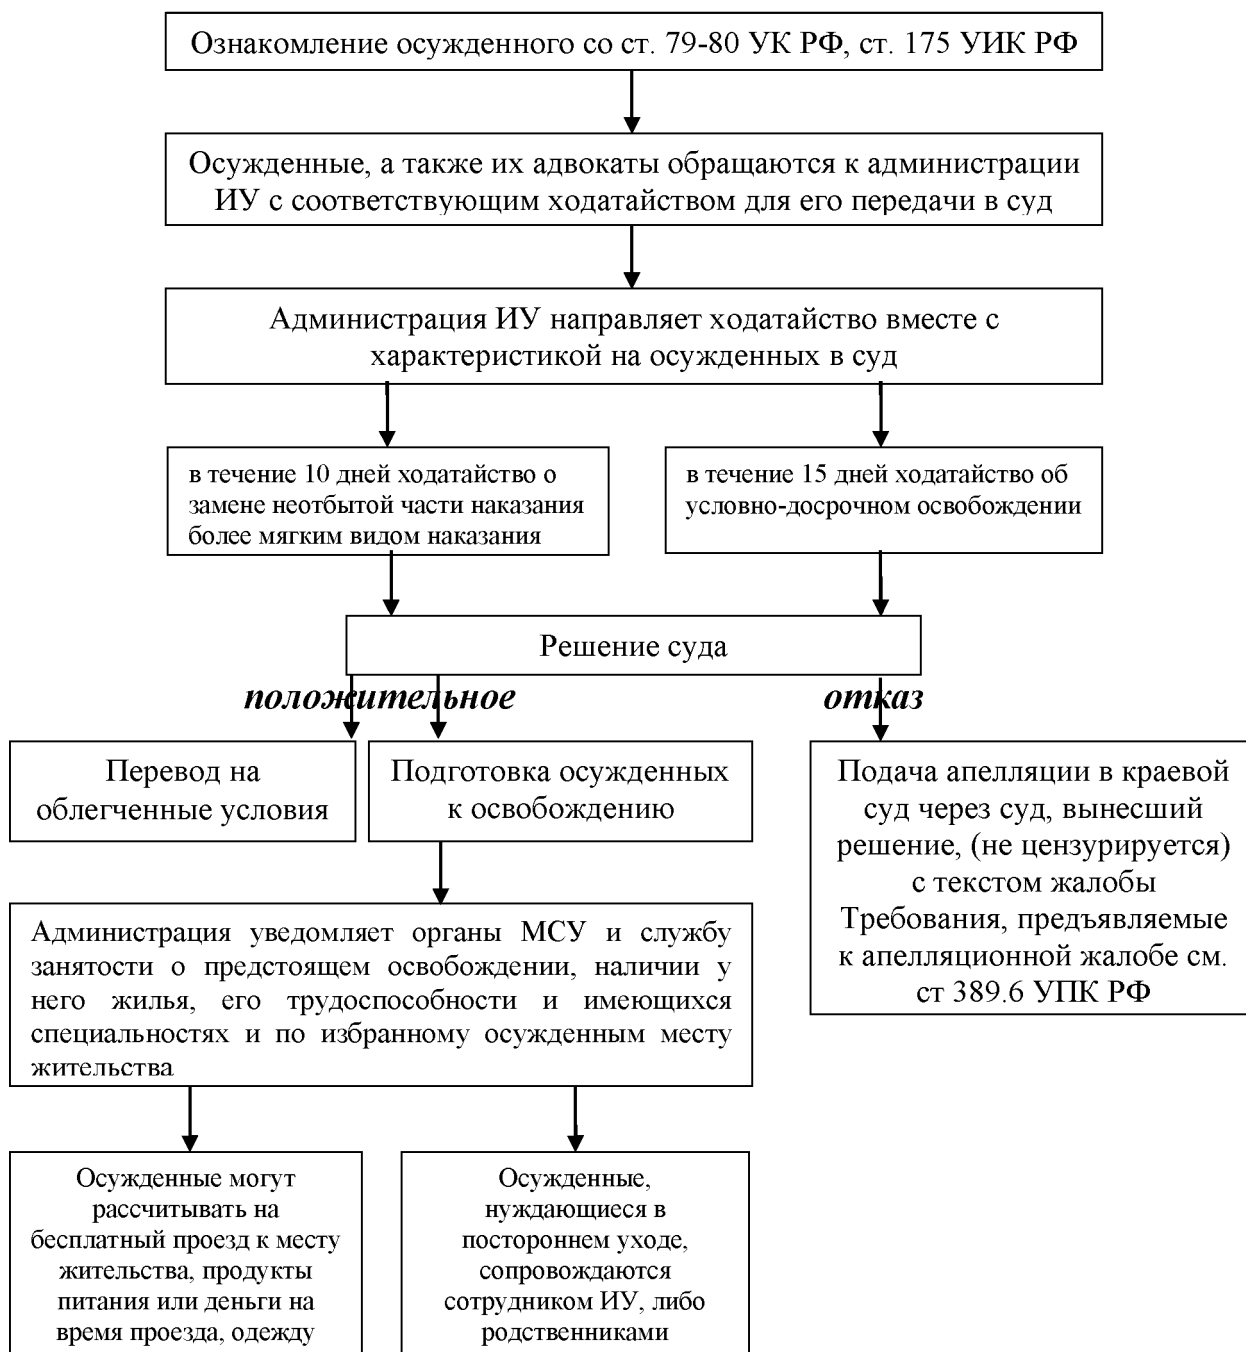 Ознакомление осужденного со ст. 79-80 УК РФ, ст. 175 УИК РФ
Осужденные, а также их адвокаты обращаются к администрации
ИУ с соответствующим ходатайством для его передачи в суд
Администрация ИУ направляет ходатайство вместе с
характеристикой на осужденных в суд
в течение 10 дней ходатайство о
замене неотбытой части наказания
более мягким видом наказания
в течение 15 дней ходатайство об
условно-досрочном освобождении
Решение суда
положительное
отказ
Перевод на
облегченные условия
Подготовка осужденных
к освобождению
Подача апелляции в краевой
суд через суд, вынесший
решение, (не цензурируется)
с текстом жалобы
Требования, предъявляемые
к апелляционной жалобе см.
ст 389.6 УПК РФ
Администрация уведомляет органы МСУ и службу
занятости о предстоящем освобождении, наличии у
него жилья, его трудоспособности и имеющихся
специальностях и по избранному осужденным месту
жительства
Осужденные могут
рассчитывать на
бесплатный проезд к месту
жительства, продукты
питания или деньги на
время проезда, одежду
Осужденные,
нуждающиеся в
постороннем уходе,
сопровождаются
сотрудником ИУ, либо
родственниками